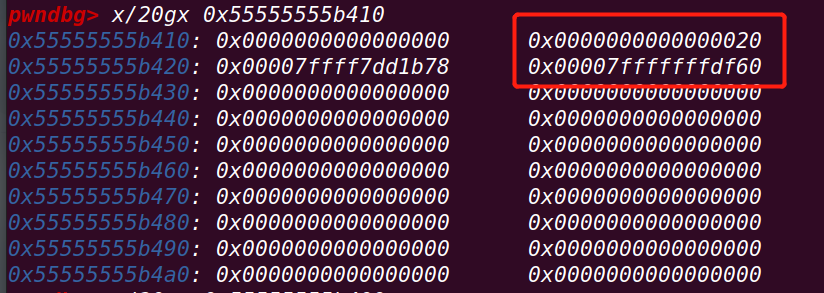 pwndbg> x/20gx 0x55555555b410
0x55555555b410: 0x0000000000000000 0x0000000000000020
0x55555555b420: 0x00007ffff7dd1b78 0x00007fffffffdf60
0x55555555b430: 0x0000000000000000 0x0000000000000000
0x55555555b440: 0x0000000000000000 0x0000000000000000
0x55555555b450: 0x0000000000000000 0x0000000000000000
0x55555555b460: 0x0000000000000000 0x0000000000000000
0x55555555b470: 0x0000000000000000 0x0000000000000000
0x55555555b480: 0x0000000000000000 0x0000000000000000
0x55555555b490: 0x0000000000000000 0x0000000000000000
0x55555555b4a0: 0x0000000000000000 0x0000000000000000